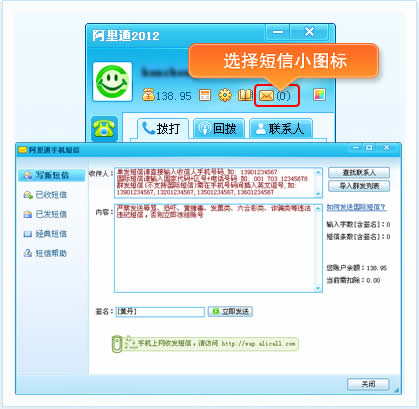 阿里通2012
选择短信小图标
138.95
(0)
拨打
回拨
联系人
阿里通手机短信
写新短信
已收短信
已发短信
经典短信
短信帮助
收件人:
单发短信请直接输入收信人手机号码,如: 13901234567
国际短信请输入国家代码+区号+电话号码 如: 001 703 12345678
群发短信(不支持国际短信)需在手机号码间插入英文逗号,如:
13901234567,13201234567,13501234567,13601234567
查找联系人
导入群发列表
内容:
严禁发送辱骂、恐吓、黄赌毒、发票类、六合彩类、诈骗类等违法
违纪短信,否则立即冻结账号
如何发送国际短信?
输入字数[含签名]:0
短信条数[含签名]:0
您账户余额:138.95
当前需扣除:0.00
签名:
[黄丹]
立即发送
手机上网收发短信,请访问 http://wap.alicall.com
关闭